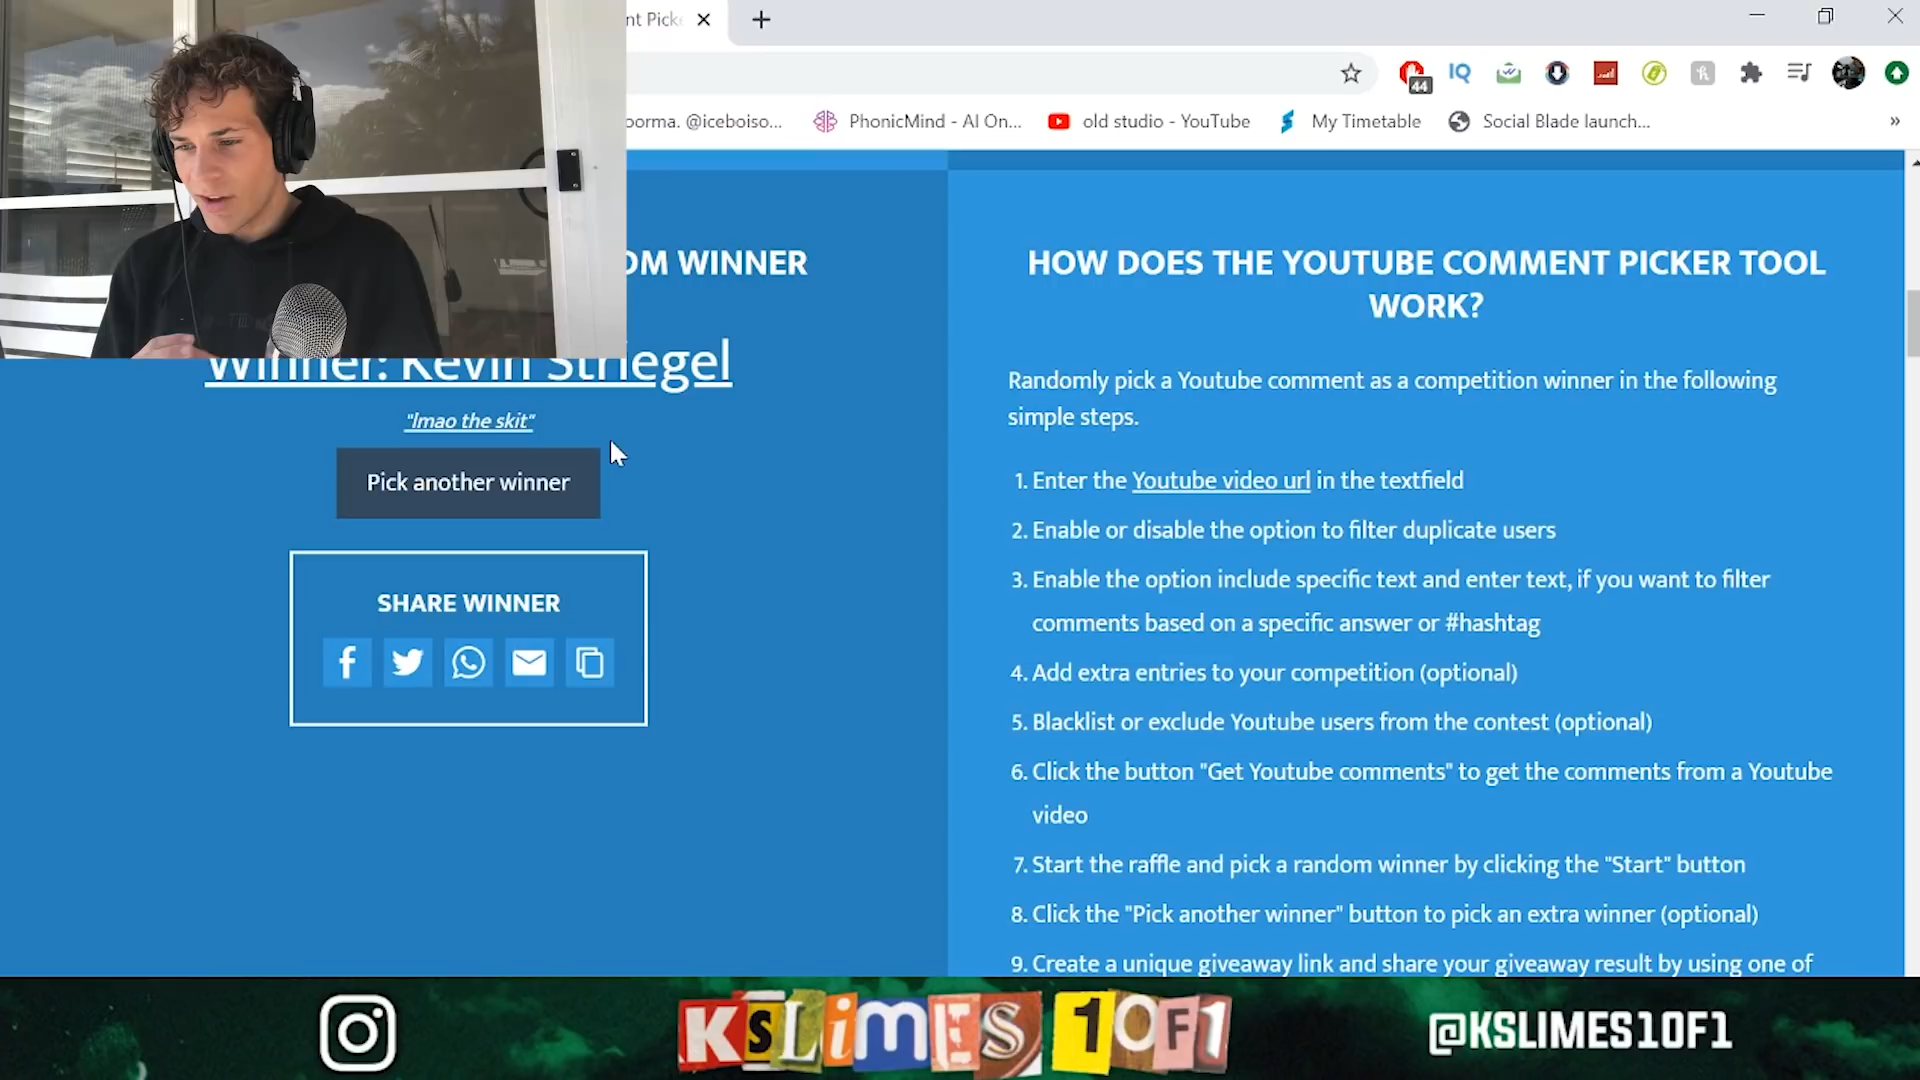 nt Pick
44
IQ
orma. @iceboiso...
PhonicMind - AI On...
old studio - YouTube
My Timetable
Social Blade launch...
»
OM WINNER
Winner: Kevin Striegel
"lmao the skit"
Pick another winner
SHARE WINNER
HOW DOES THE YOUTUBE COMMENT PICKER TOOL
WORK?
Randomly pick a Youtube comment as a competition winner in the following
simple steps.
1. Enter the Youtube video url in the textfield
2. Enable or disable the option to filter duplicate users
3. Enable the option include specific text and enter text, if you want to filter
comments based on a specific answer or #hashtag
4. Add extra entries to your competition (optional)
5. Blacklist or exclude Youtube users from the contest (optional)
6. Click the button "Get Youtube comments" to get the comments from a Youtube
video
7. Start the raffle and pick a random winner by clicking the "Start" button
8. Click the "Pick another winner" button to pick an extra winner (optional)
9. Create a unique giveaway link and share your giveaway result by using one of
KSLiMES 1OF1
@KSLIMES1OF1